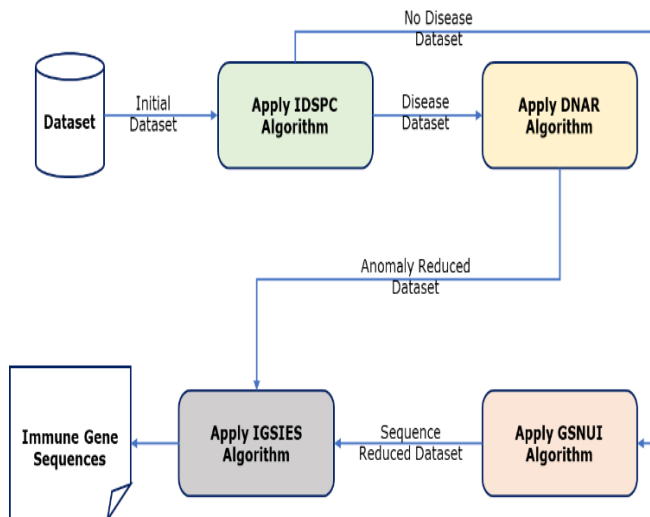 No Disease
Dataset
Dataset
Initial
Dataset
Apply IDSPC
Algorithm
Disease
Dataset
Apply DNAR
Algorithm
Anomaly Reduced
Dataset
Immune Gene
Sequences
Apply IGSIES
Algorithm
Sequence
Reduced Dataset
Apply GSNUI
Algorithm